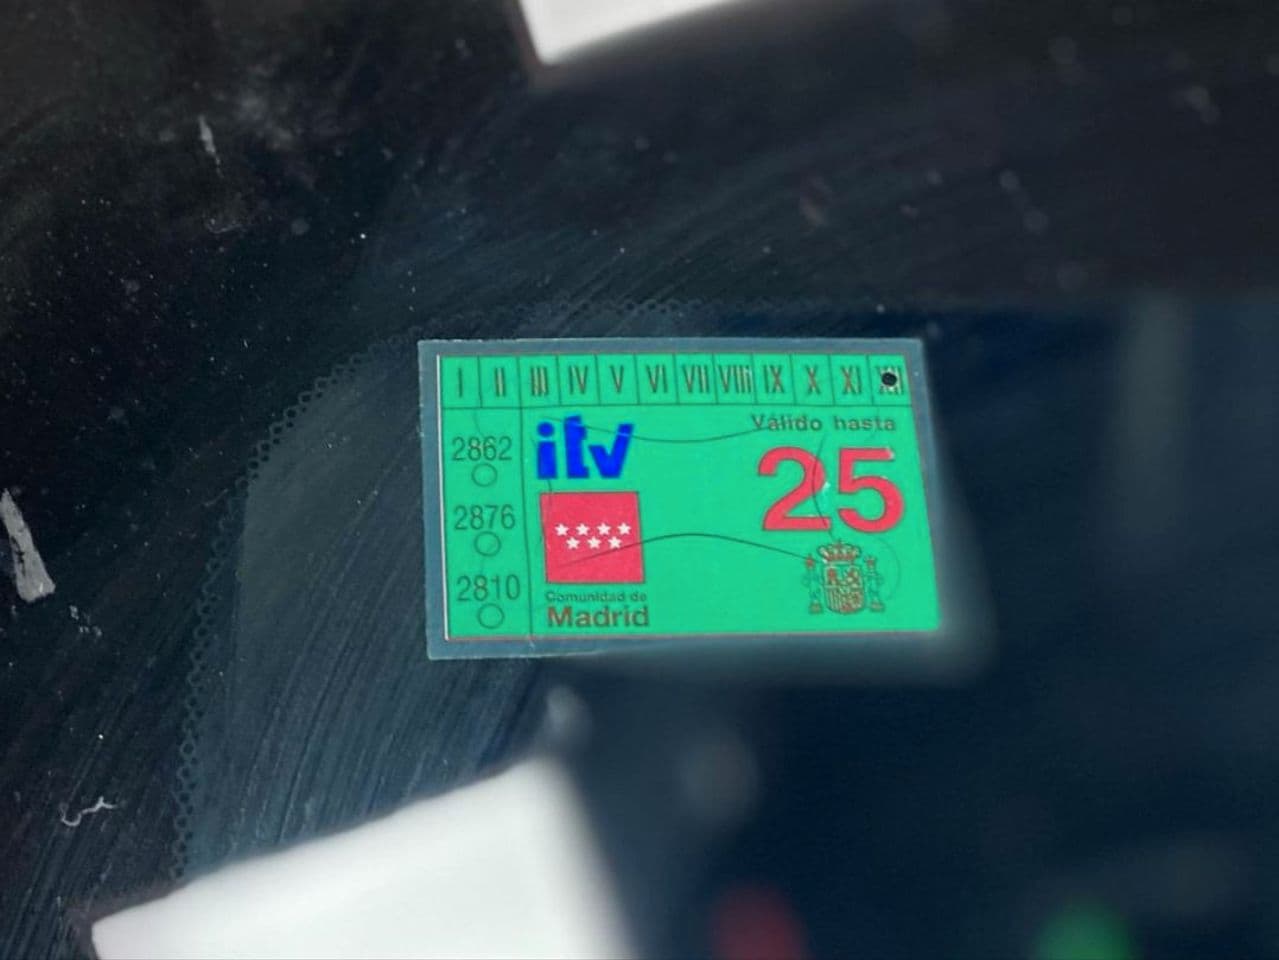 I II III IV V VI VII VIII IX X XI XII
Válido hasta
2862
itv
25
2876
2810
Comunidad de
Madrid